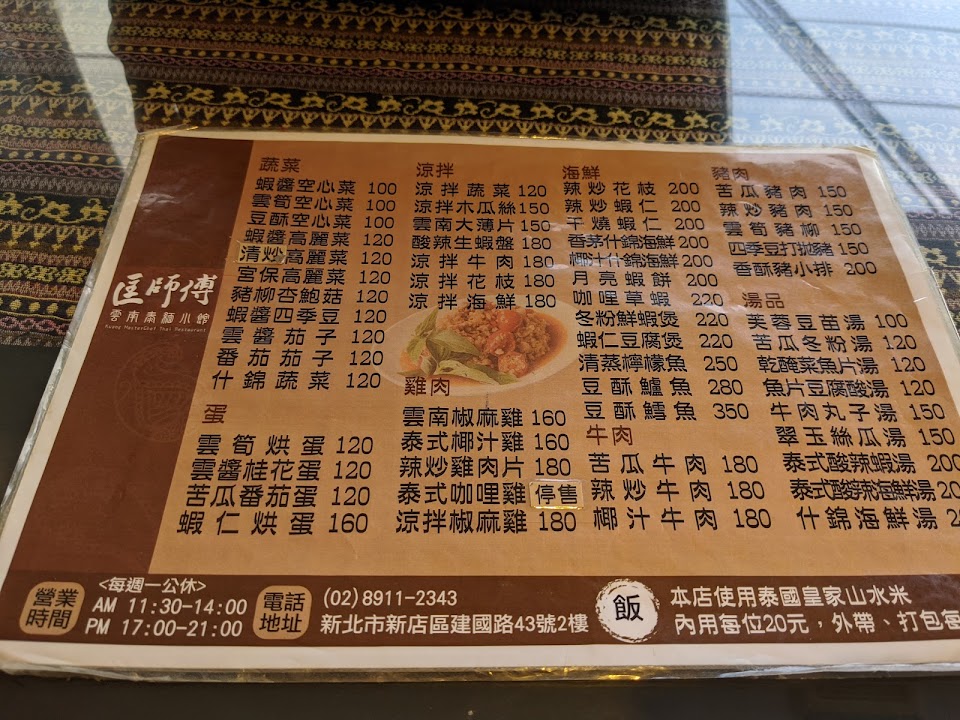 匡師傅
雲南泰緬小館
蔬菜
蝦醬空心菜 100
雲筍空心菜 100
豆酥空心菜 100
蝦醬高麗菜 120
清炒高麗菜 120
宮保高麗菜 120
豬柳杏鮑菇 120
蝦醬四季豆 120
雲醬茄子 120
番茄茄子 120
什錦蔬菜 120
蛋
雲筍烘蛋 120
雲醬桂花蛋 120
苦瓜番茄蛋 120
蝦仁烘蛋 160
涼拌
涼拌蔬菜 120
涼拌木瓜絲 150
雲南大薄片 150
酸辣生蝦盤 180
涼拌牛肉 180
涼拌花枝 180
涼拌海鮮 180
雞肉
雲南椒麻雞 160
泰式椰汁雞 160
辣炒雞肉片 180
泰式咖哩雞 停售
涼拌椒麻雞 180
海鮮
辣炒花枝 200
辣炒蝦仁 200
干燒蝦仁 200
香茅什錦海鮮 200
椰汁什錦海鮮 200
月亮蝦餅 200
咖哩草蝦 220
冬粉鮮蝦煲 220
蝦仁豆腐煲 220
清蒸檸檬魚 250
豆酥鱸魚 280
豆酥鱈魚 350
牛肉
苦瓜牛肉 180
辣炒牛肉 180
椰汁牛肉 180
豬肉
苦瓜豬肉 150
辣炒豬肉 150
雲筍豬柳 150
四季豆打拋豬 150
香酥豬小排 200
湯品
芙蓉豆苗湯 100
苦瓜冬粉湯 120
乾醃菜魚片湯 120
魚片豆腐酸湯 120
牛肉丸子湯 150
翠玉絲瓜湯 150
泰式酸辣蝦湯 200
泰式酸辣海鮮湯
什錦海鮮湯
營業時間
<每週一公休>
AM 11:30-14:00
PM 17:00-21:00
電話
地址
(02)8911-2343
新北市新店區建國路43號2樓
飯
本店使用泰國皇家山水米
內用每位20元，外帶、打包每